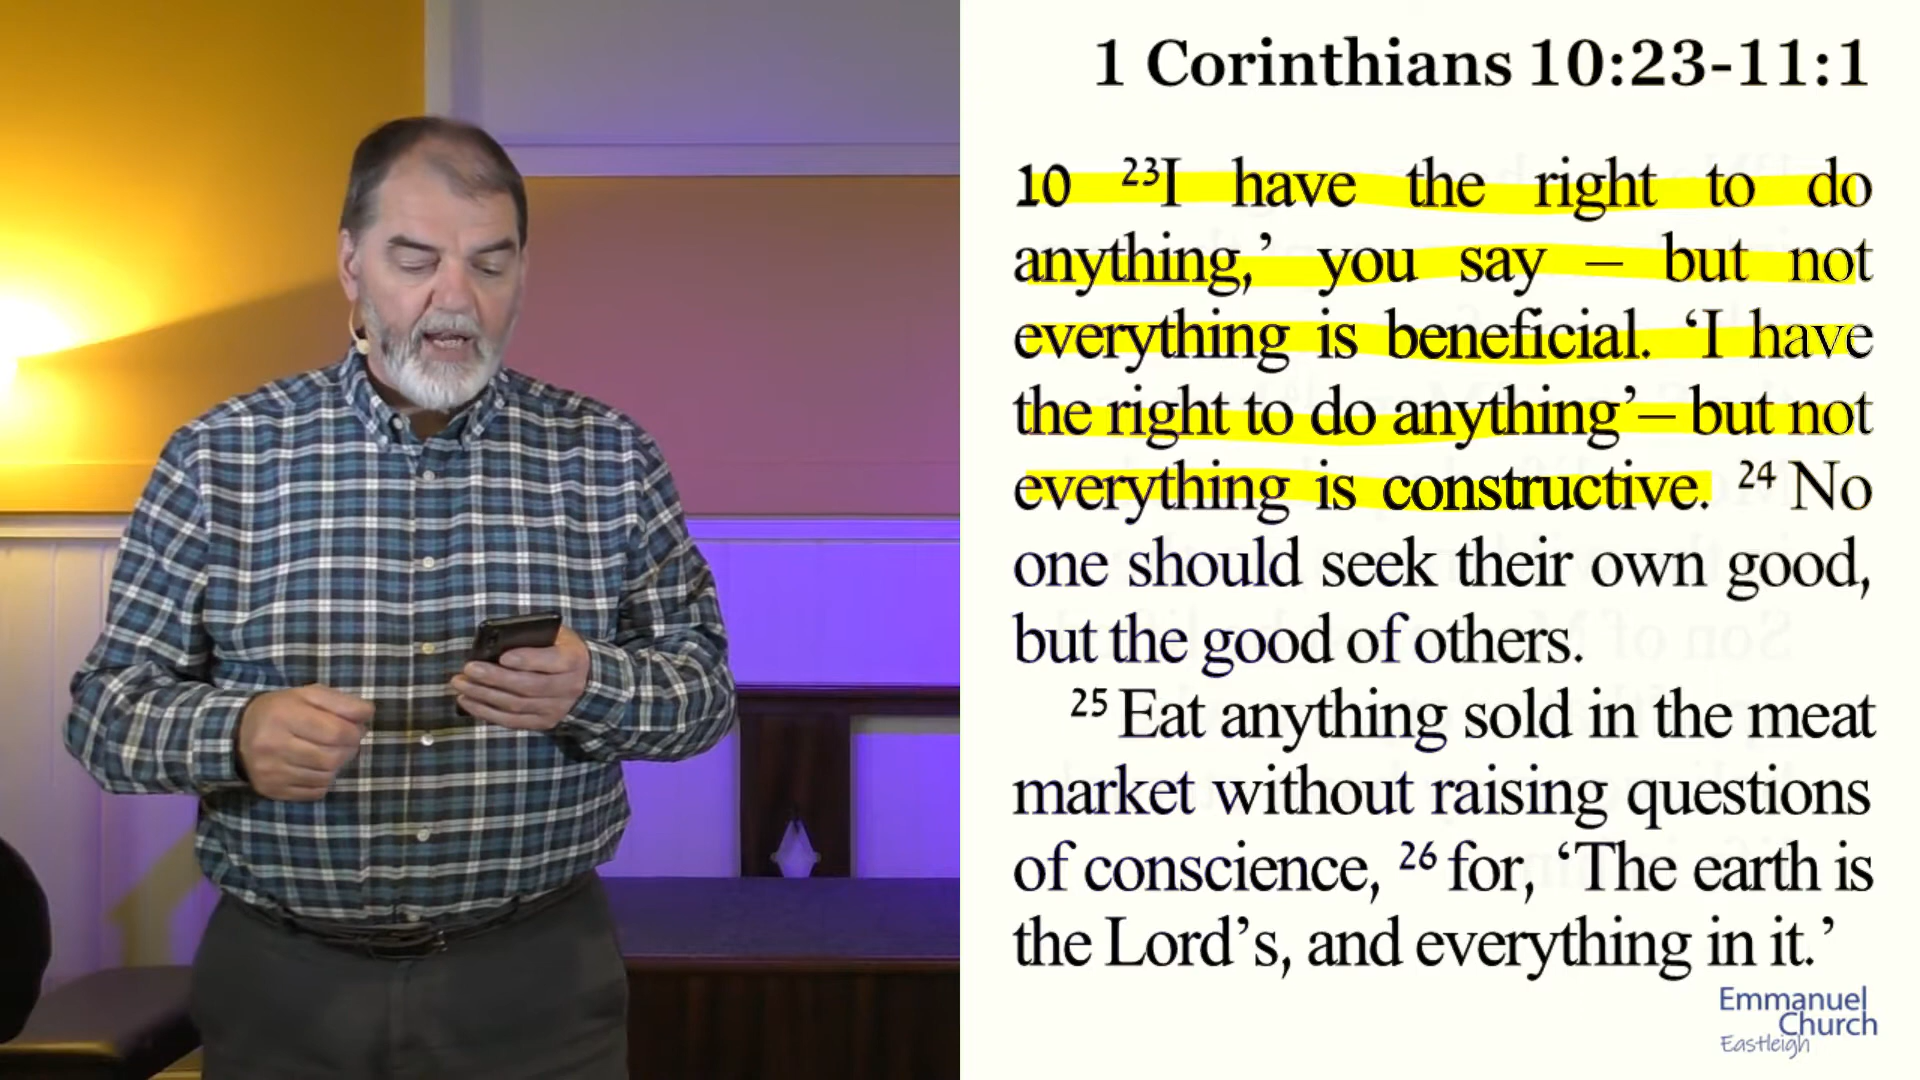 1 Corinthians 10:23-11:1
10 23I have the right to do
anything,’ you say – but not
everything is beneficial. ‘I have
the right to do anything’– but not
everything is constructive. 24 No
one should seek their own good,
but the good of others.
25 Eat anything sold in the meat
market without raising questions
of conscience, 26 for, ‘The earth is
the Lord’s, and everything in it.’
Emmanuel
Church
Eastleigh